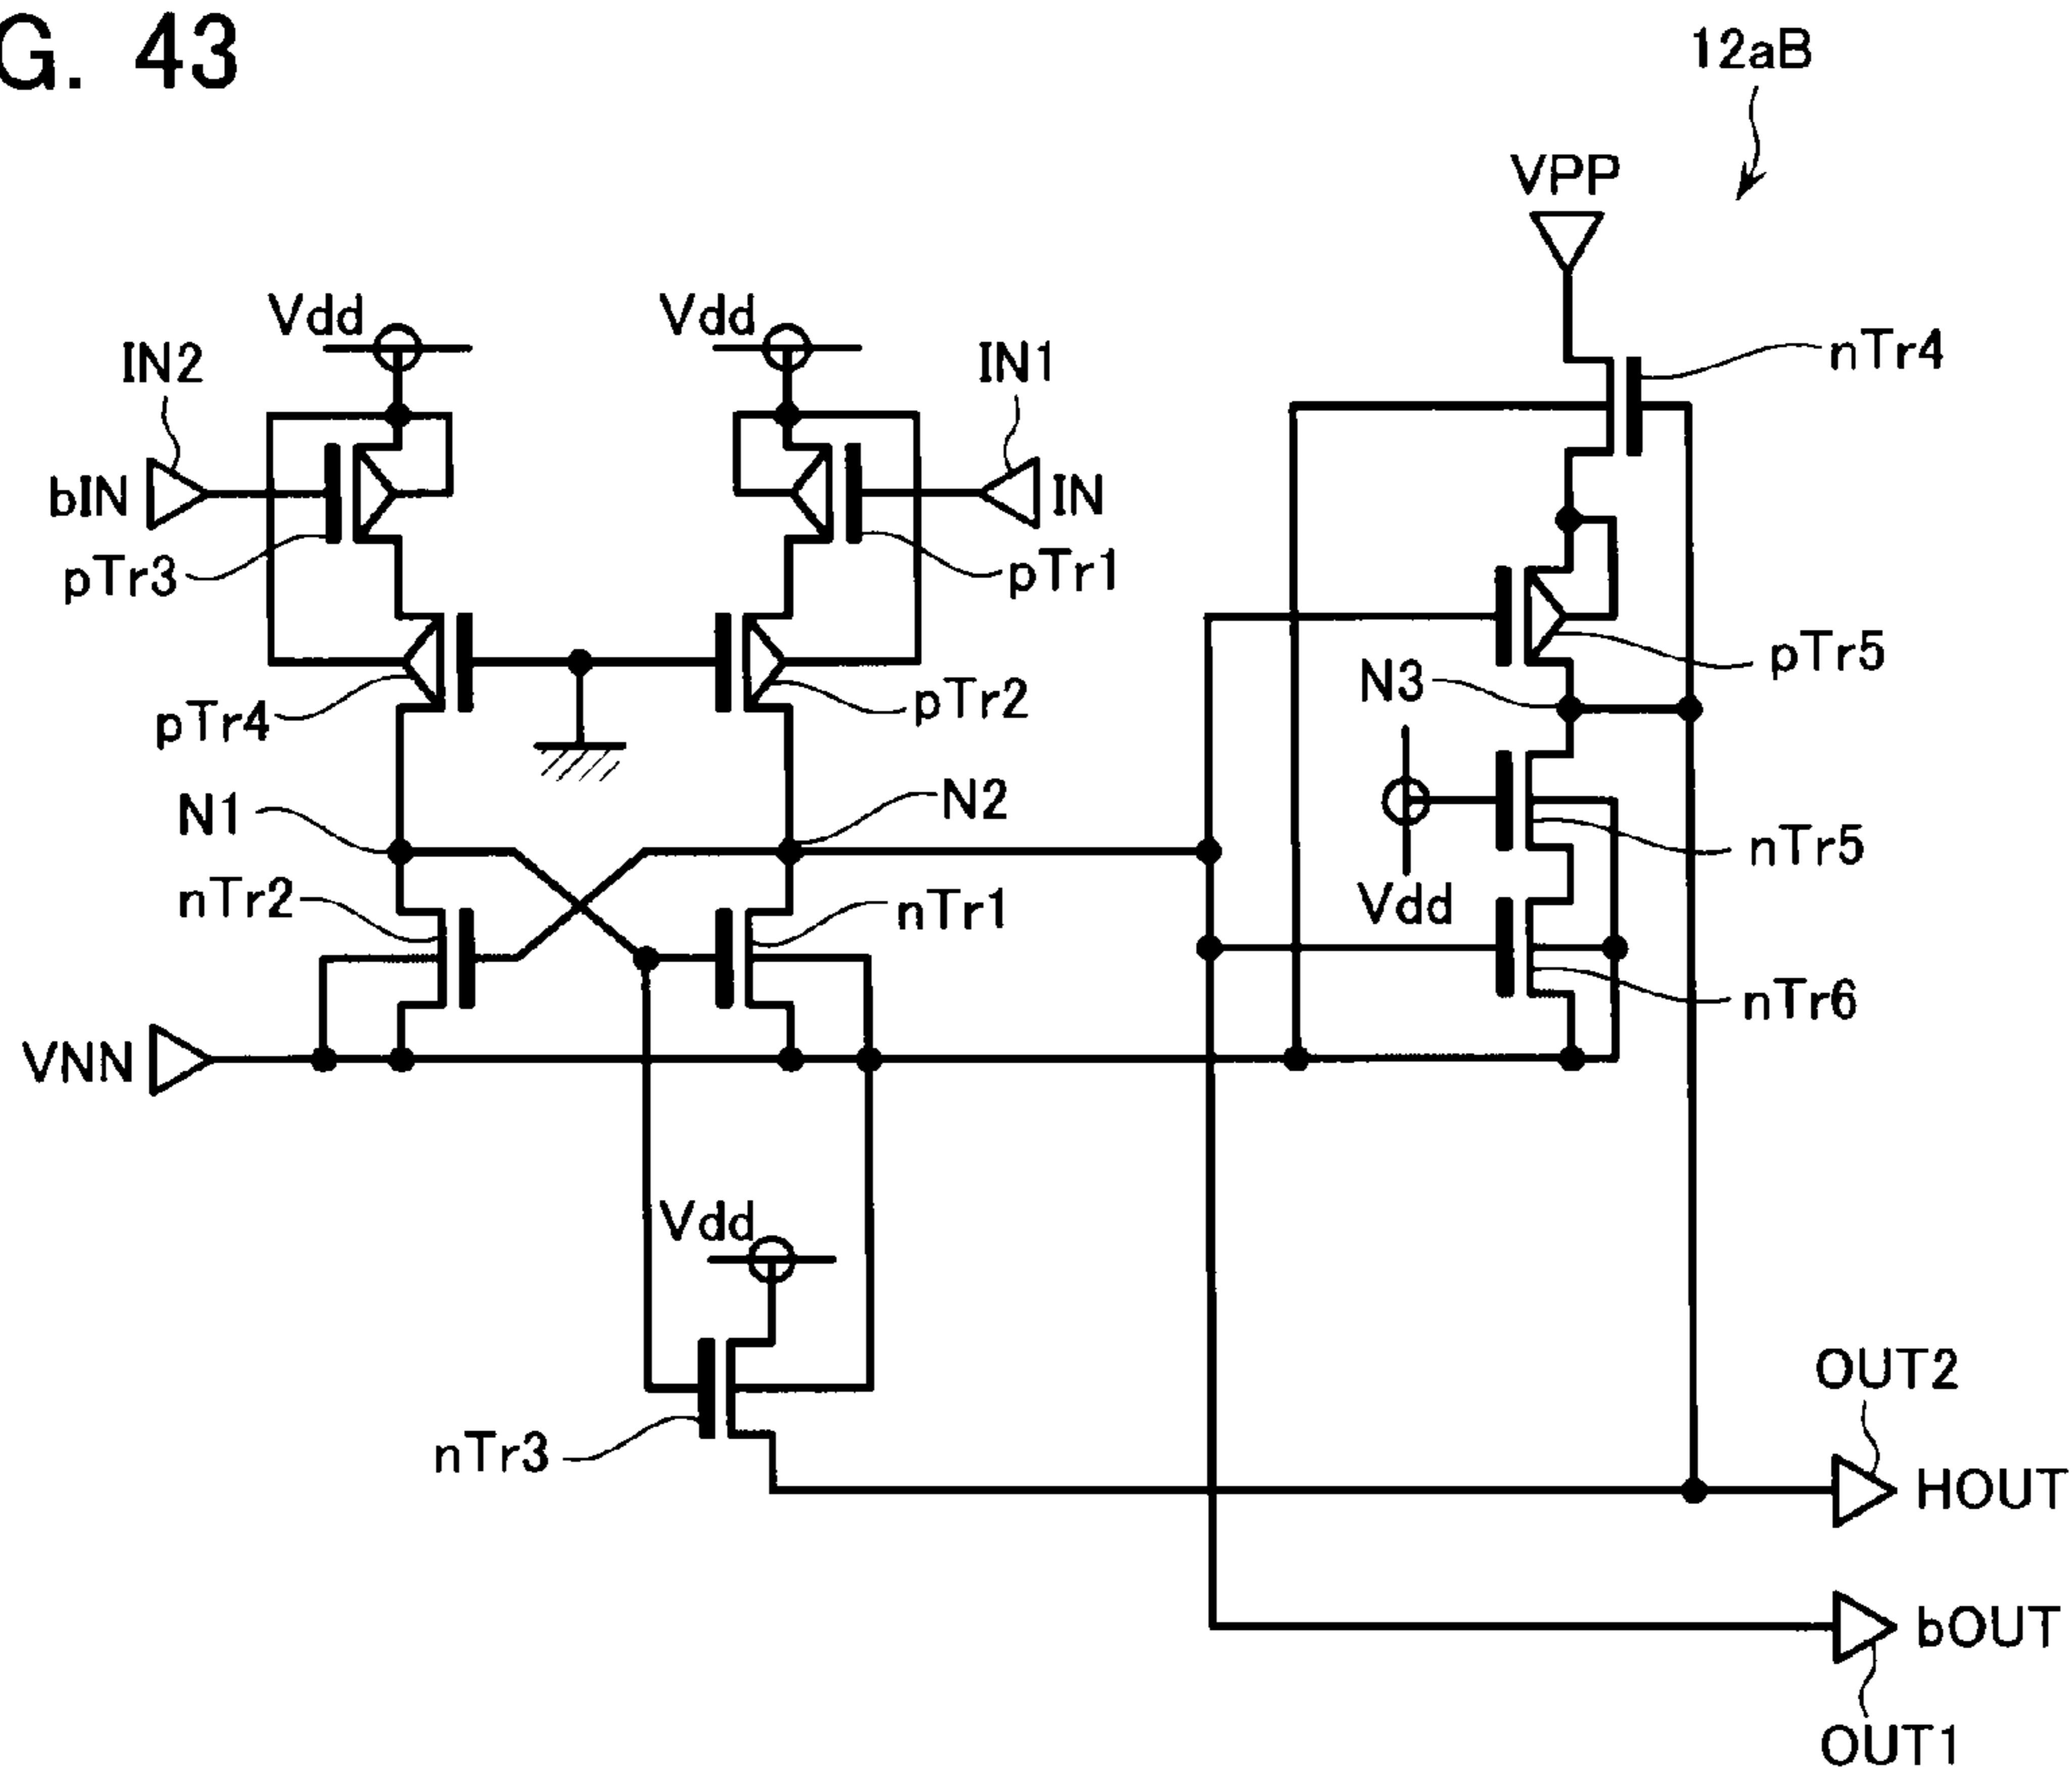 G. 43
12aB
VPP
Vdd
Vdd
IN2
IN1
nTr4
bIN
IN
pTr3
pTr1
pTr5
N3
pTr4
pTr2
N1
N2
nTr5
nTr2
nTr1
Vdd
nTr6
VNN
Vdd
OUT2
nTr3
HOUT
bOUT
OUT1